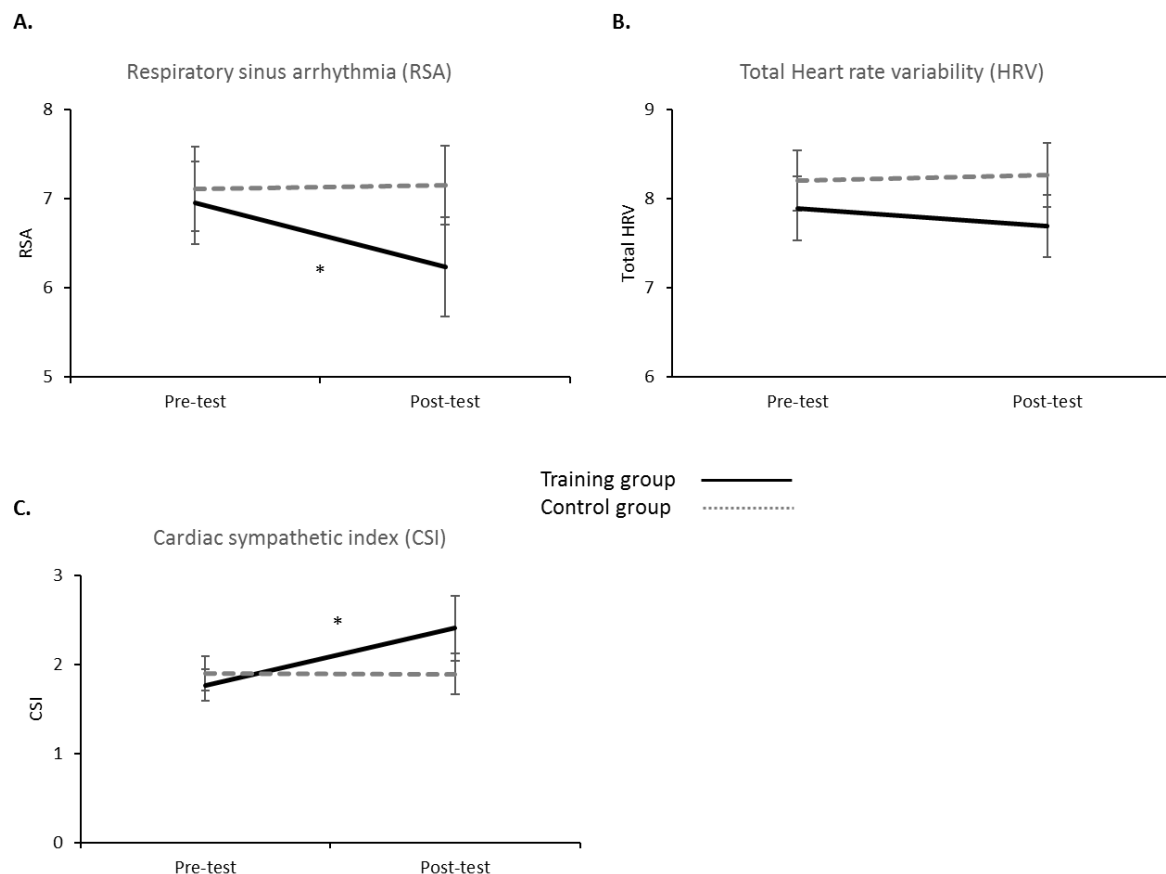 A.
Respiratory sinus arrhythmia (RSA)
8
7
6
5
RSA
*
Pre-test
Post-test
B.
Total Heart rate variability (HRV)
9
8
7
6
Total HRV
Pre-test
Post-test
Training group
Control group
C.
Cardiac sympathetic index (CSI)
3
2
1
0
CSI
*
Pre-test
Post-test